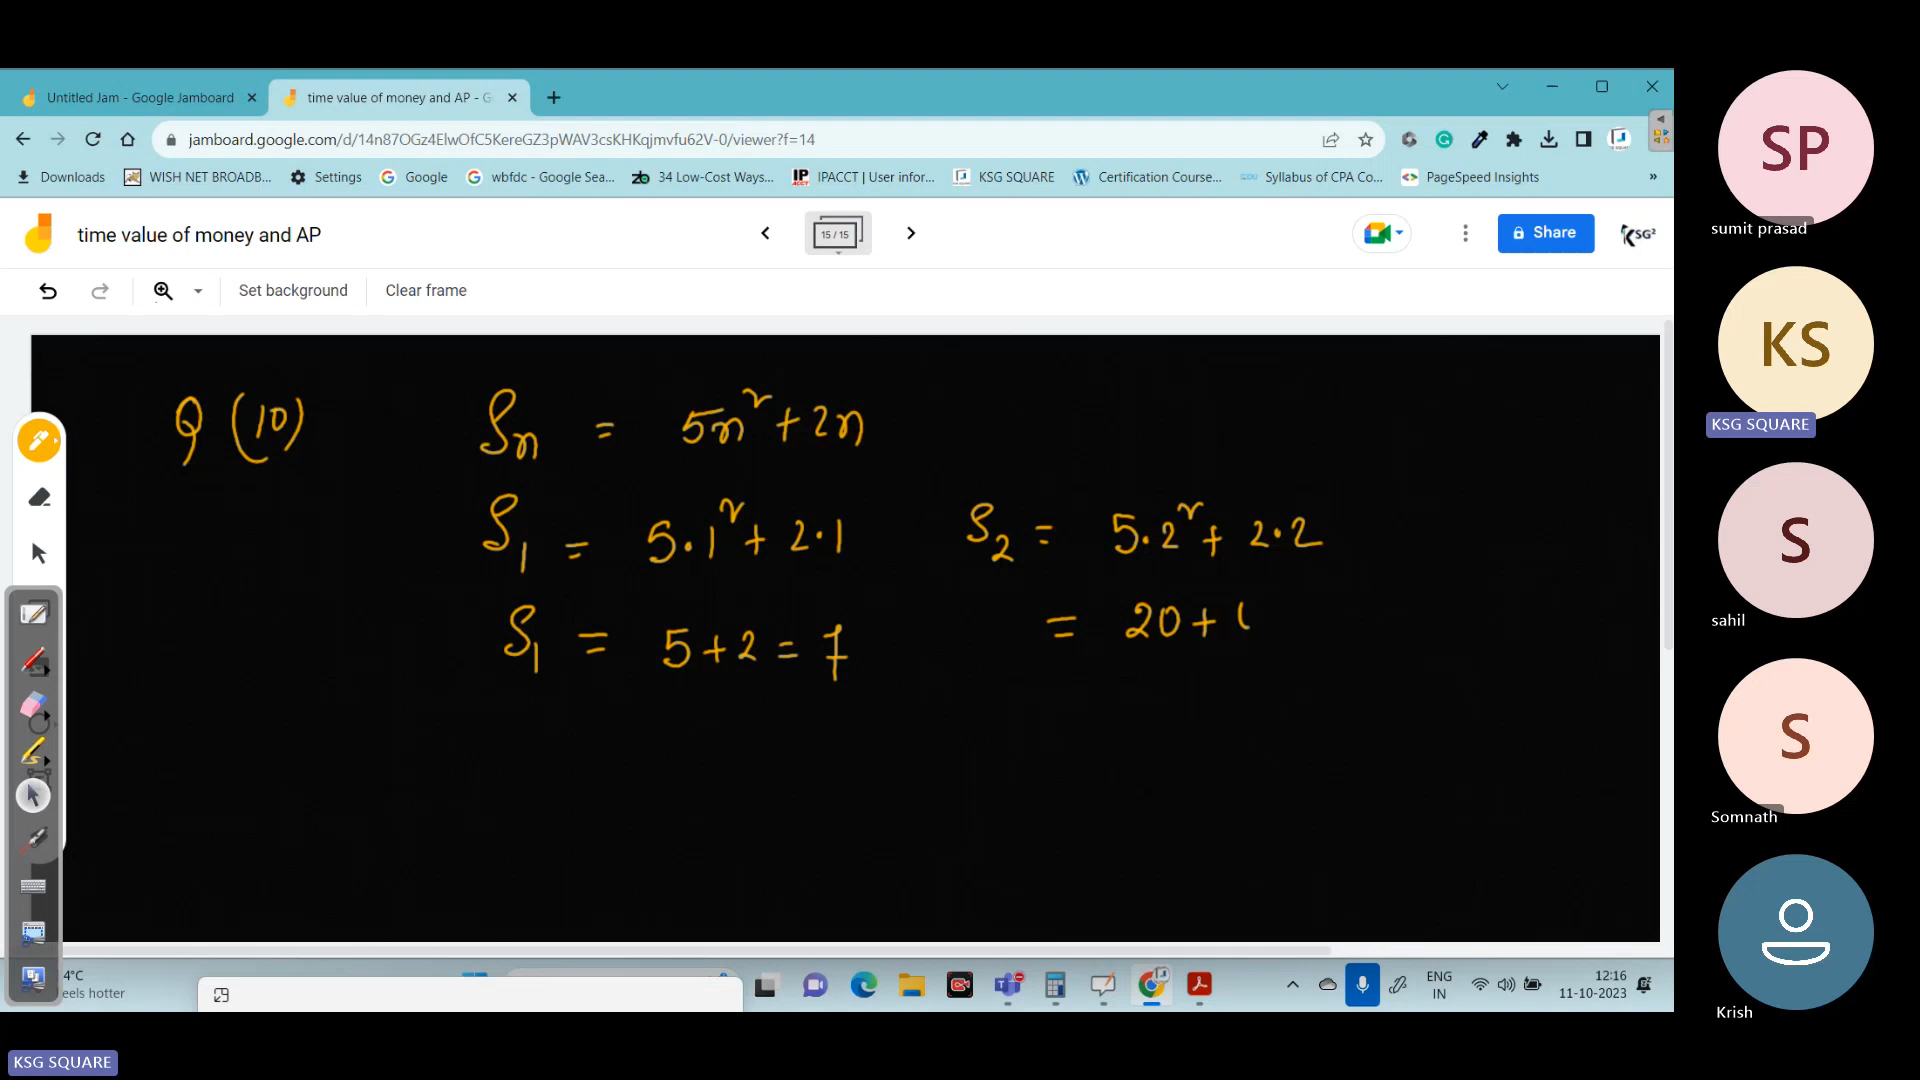 Untitled Jam - Google Jamboard
time value of money and AP - G
jamboard.google.com/d/14n87OGz4ElwOfC5KereGZ3pWAV3csKHKqjmvfu62V-0/viewer?f=14
Downloads WISH NET BROADB... Settings Google wbfdc - Google Sea... 34 Low-Cost Ways... IPACCT | User infor... KSG SQUARE Certification Course... Syllabus of CPA Co... PageSpeed Insights »
time value of money and AP
15 / 15
Share
KSG²
Set background Clear frame
Q (10) Sn = 5n² + 2n
S1 = 5·1² + 2·1 S2 = 5·2² + 2·2
S1 = 5 + 2 = 7 = 20 + (
4°C
eels hotter
ENG
IN
12:16
11-10-2023
SP
sumit prasad
KS
KSG SQUARE
S
sahil
S
Somnath
Krish
KSG SQUARE